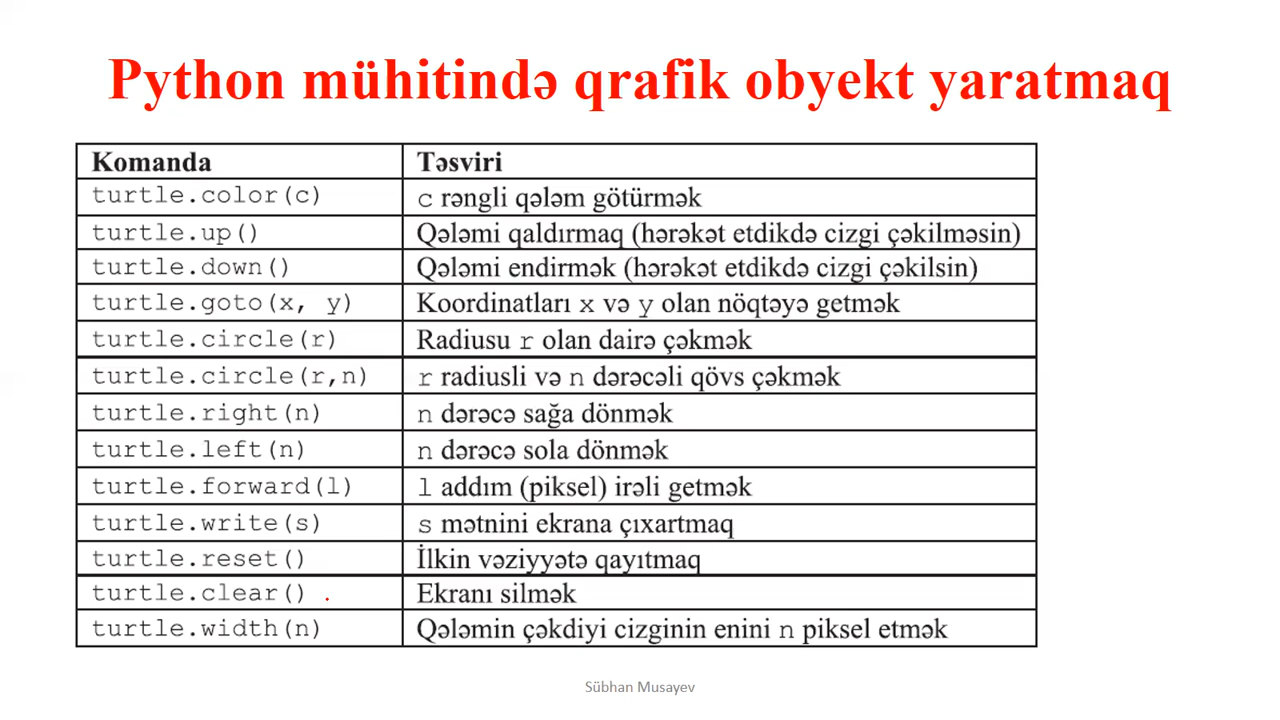 Python mühitində qrafik obyekt yaratmaq
Komanda Təsviri
turtle.color(c) c rəngli qələm götürmək
turtle.up() Qələmi qaldırmaq (hərəkət etdikdə cizgi çəkilməsin)
turtle.down() Qələmi endirmək (hərəkət etdikdə cizgi çəkilsin)
turtle.goto(x, y) Koordinatları x və y olan nöqtəyə getmək
turtle.circle(r) Radiusu r olan dairə çəkmək
turtle.circle(r,n) r radiusli və n dərəcəli qövs çəkmək
turtle.right(n) n dərəcə sağa dönmək
turtle.left(n) n dərəcə sola dönmək
turtle.forward(l) l addım (piksel) irəli getmək
turtle.write(s) s mətnini ekrana çıxartmaq
turtle.reset() İlkin vəziyyətə qayıtmaq
turtle.clear() Ekranı silmək
turtle.width(n) Qələmin çəkdiyi cizginin enini n piksel etmək
Sübhan Musayev